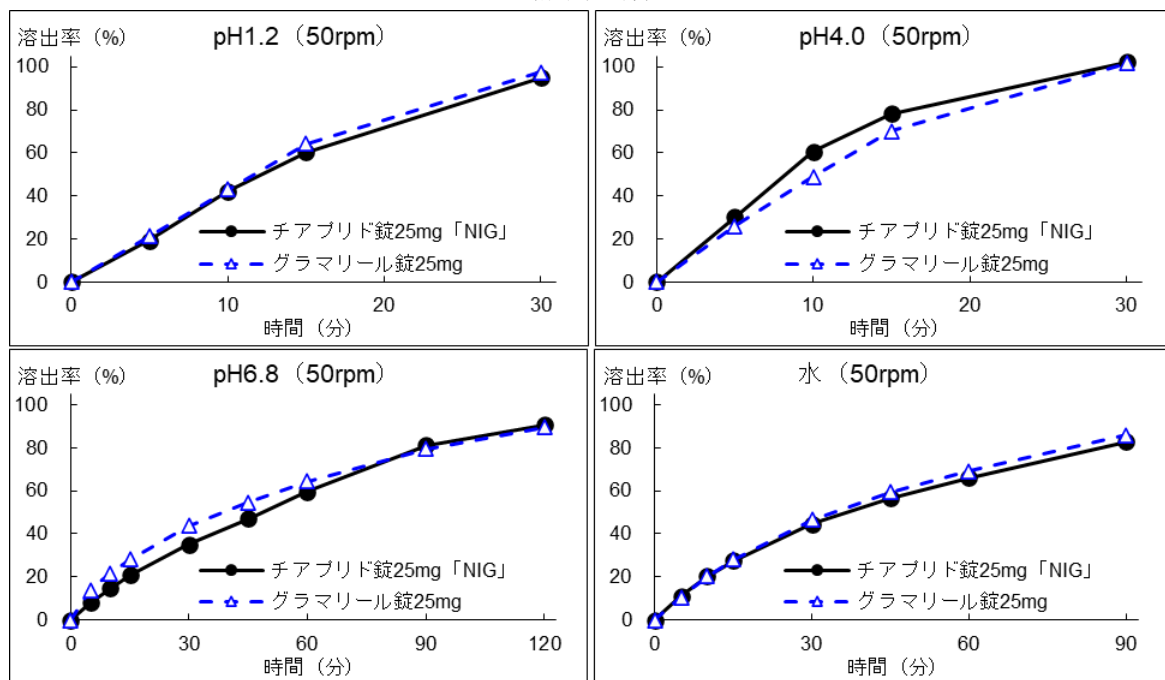 溶出率（%）
pH1.2（50rpm）
100
80
60
40
20
0
チアプリド錠25mg「NIG」
グラマリール錠25mg
0 10 20 30
時間（分）
溶出率（%）
pH4.0（50rpm）
100
80
60
40
20
0
チアプリド錠25mg「NIG」
グラマリール錠25mg
0 10 20 30
時間（分）
溶出率（%）
pH6.8（50rpm）
100
80
60
40
20
0
チアプリド錠25mg「NIG」
グラマリール錠25mg
0 30 60 90 120
時間（分）
溶出率（%）
水（50rpm）
100
80
60
40
20
0
チアプリド錠25mg「NIG」
グラマリール錠25mg
0 30 60 90
時間（分）